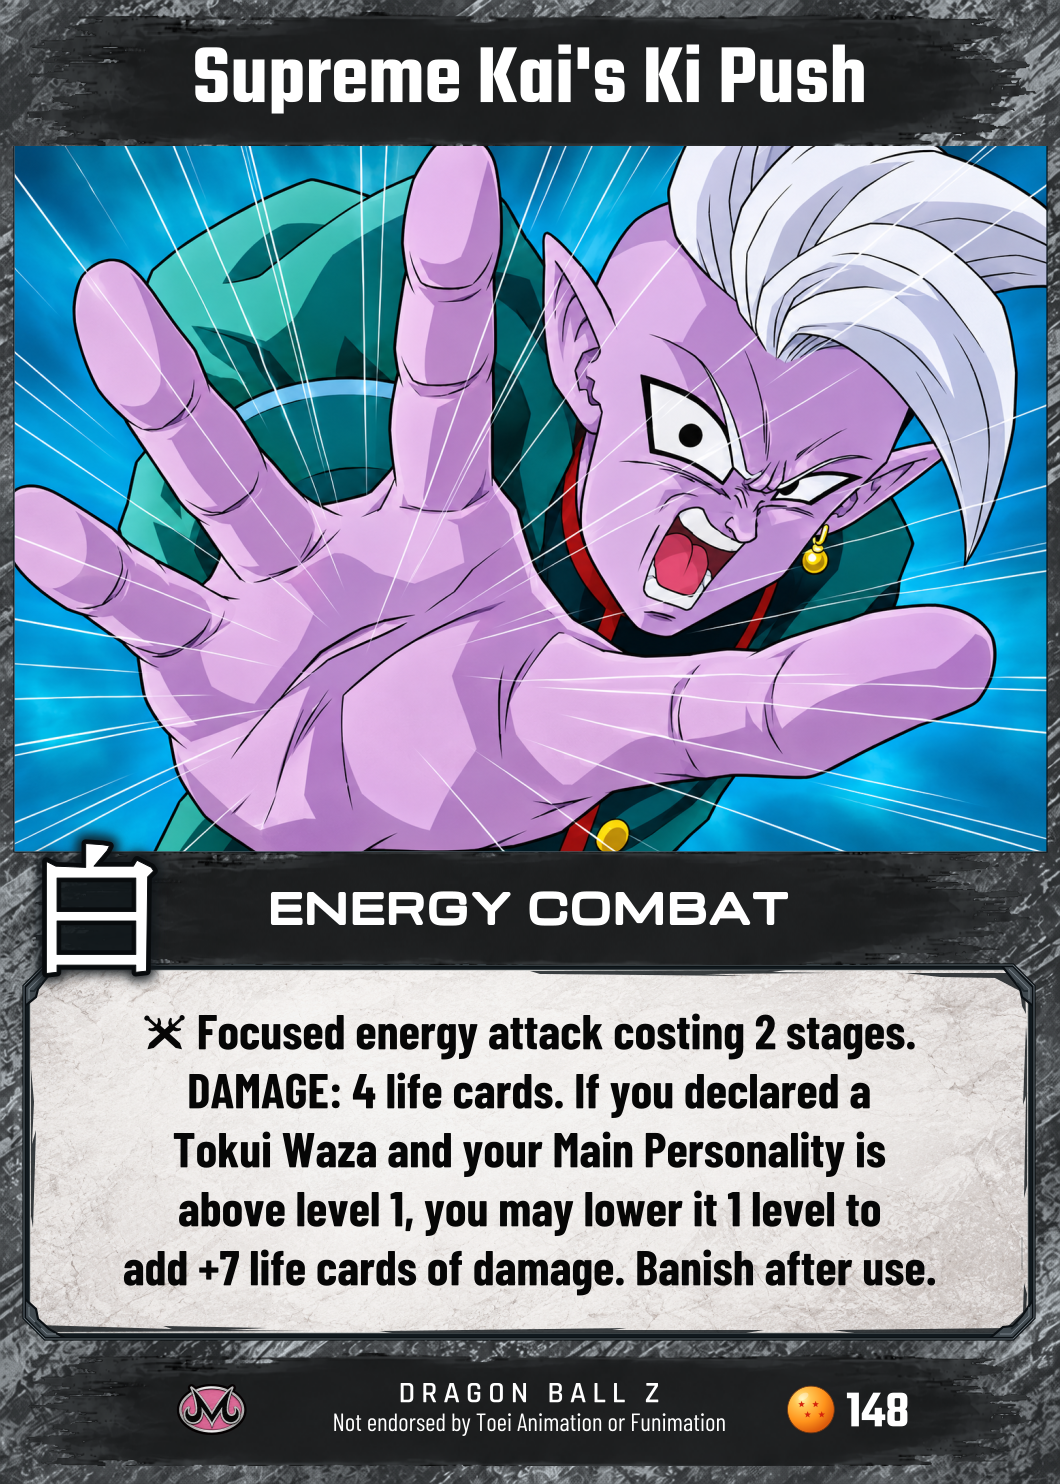 Supreme Kai's Ki Push
白
ENERGY COMBAT
Focused energy attack costing 2 stages.
DAMAGE: 4 life cards. If you declared a
Tokui Waza and your Main Personality is
above level 1, you may lower it 1 level to
add +7 life cards of damage. Banish after use.
M
DRAGON BALL Z
Not endorsed by Toei Animation or Funimation
148